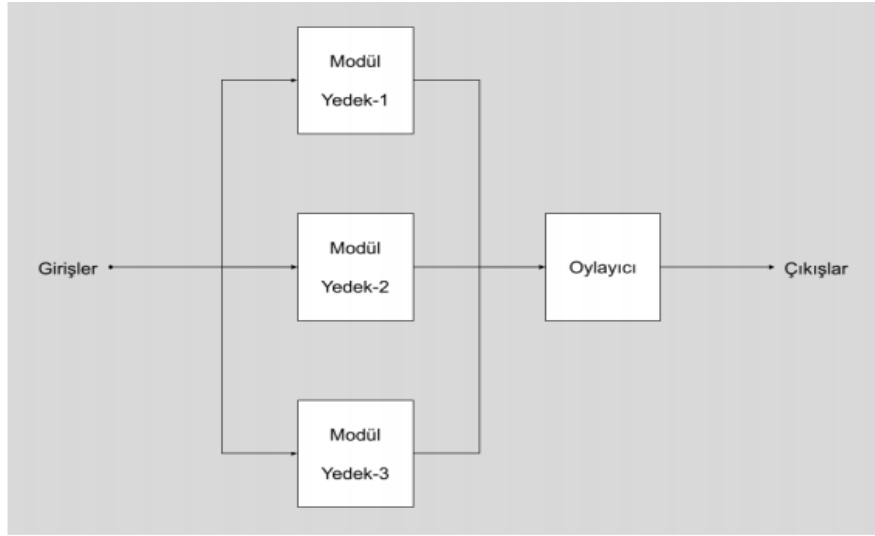 Modül
Yedek-1
Girişler
Modül
Yedek-2
Oylayıcı
Çıkışlar
Modül
Yedek-3